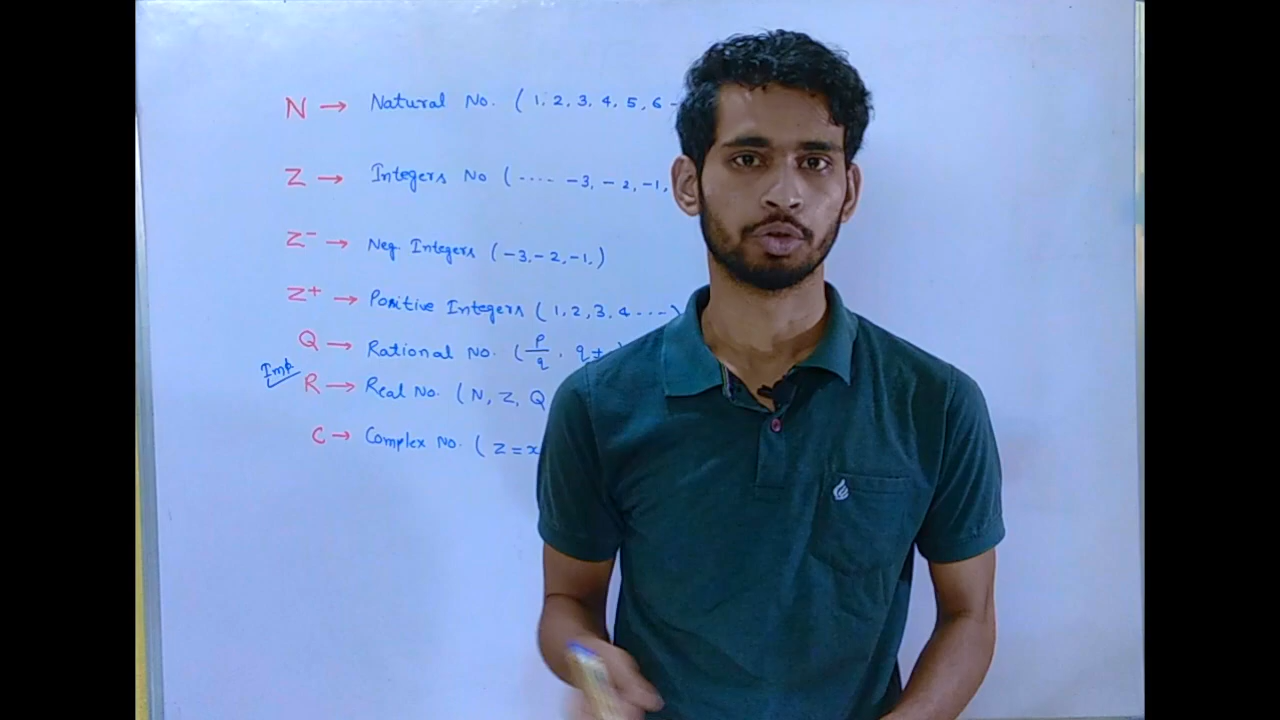 N → Natural No. ( 1, 2, 3, 4, 5, 6 -
Z → Integers No ( ···· -3, -2, -1,
Z⁻ → Neg. Integers ( -3, -2, -1, )
Z⁺ → Positive Integers ( 1, 2, 3, 4 --- )
Q → Rational No. ( p/q , q ≠
Imp
R → Real No. ( N, Z, Q
C → Complex No. ( Z = x